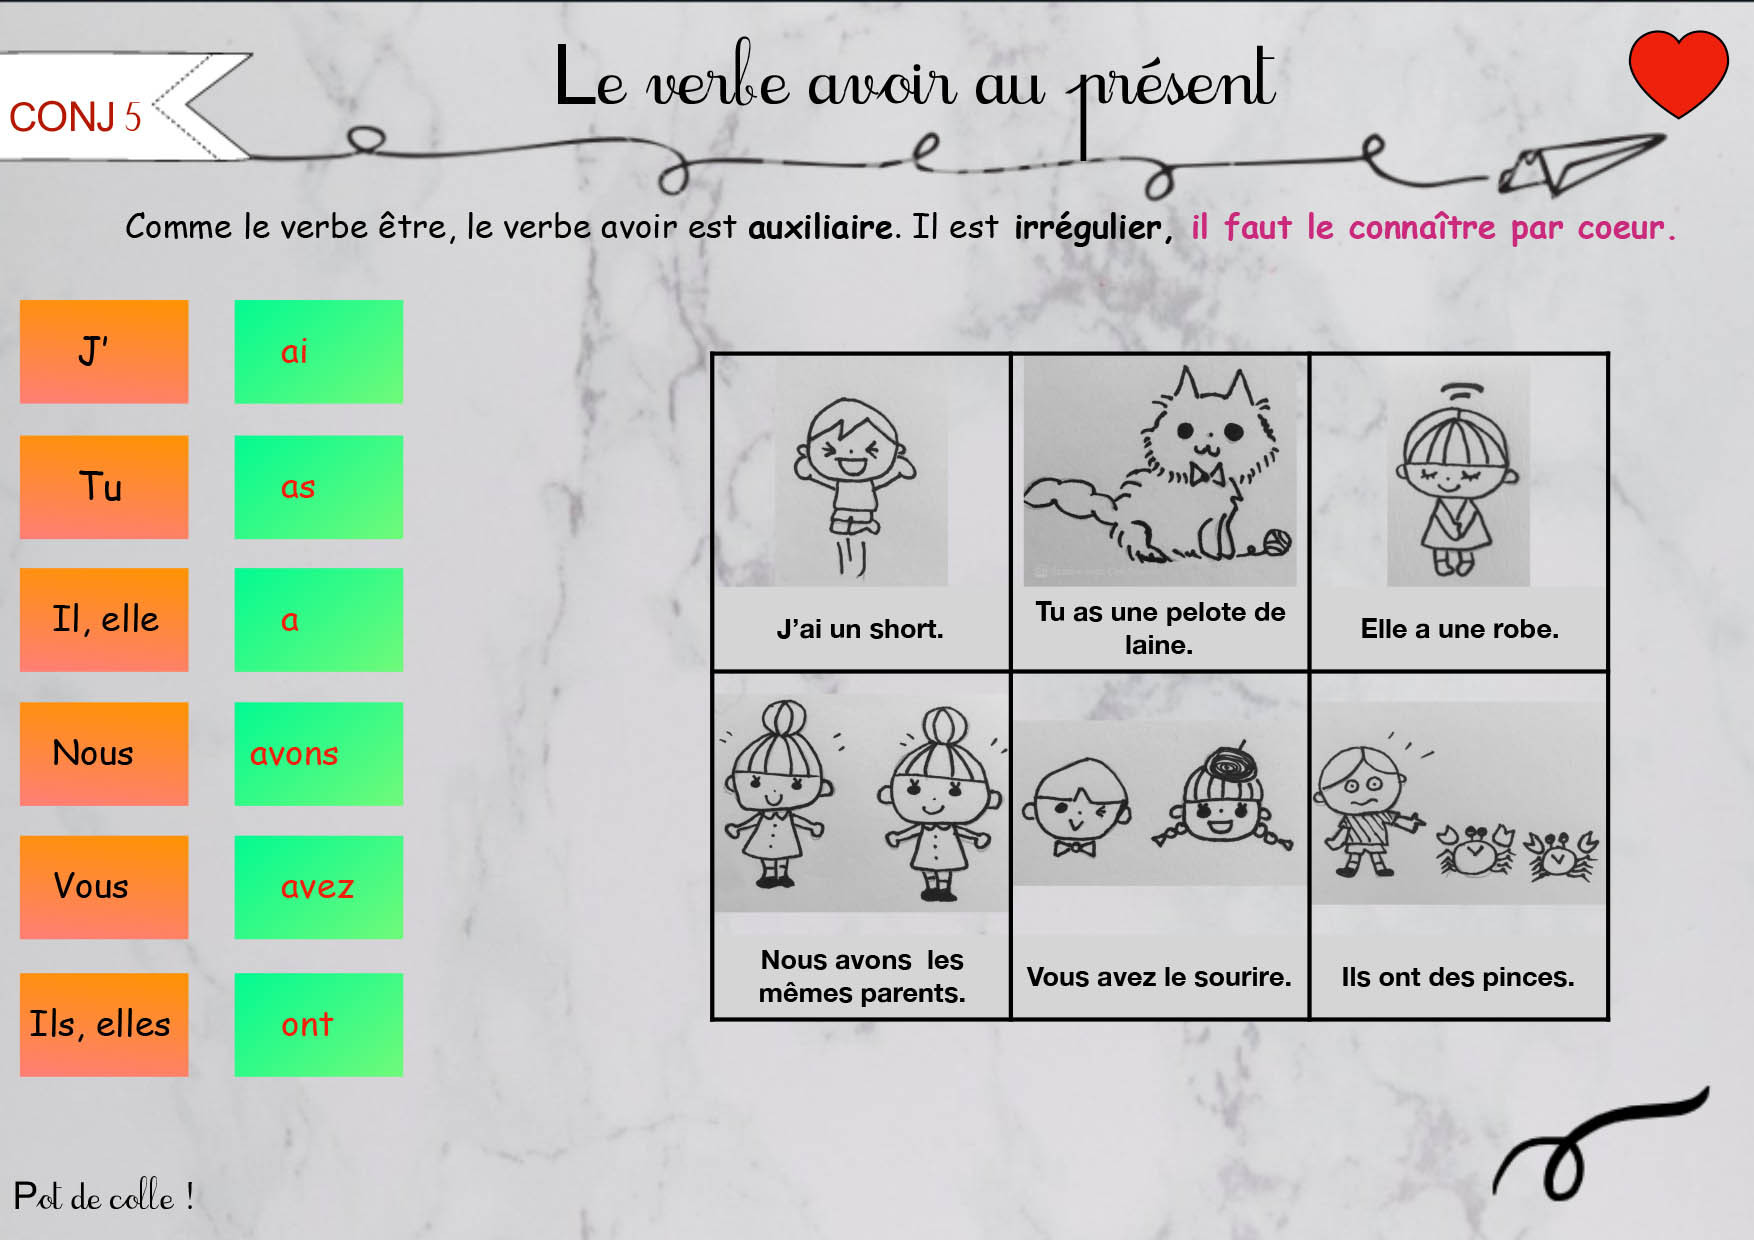 Le verbe avoir au présent
CONJ 5
Comme le verbe être, le verbe avoir est auxiliaire. Il est irrégulier, il faut le connaître par coeur.
J' ai
Tu as
Il, elle a
Nous avons
Vous avez
Ils, elles ont
J'ai un short.
Tu as une pelote de
laine.
Elle a une robe.
Nous avons les
mêmes parents.
Vous avez le sourire.
Ils ont des pinces.
Pot de colle !